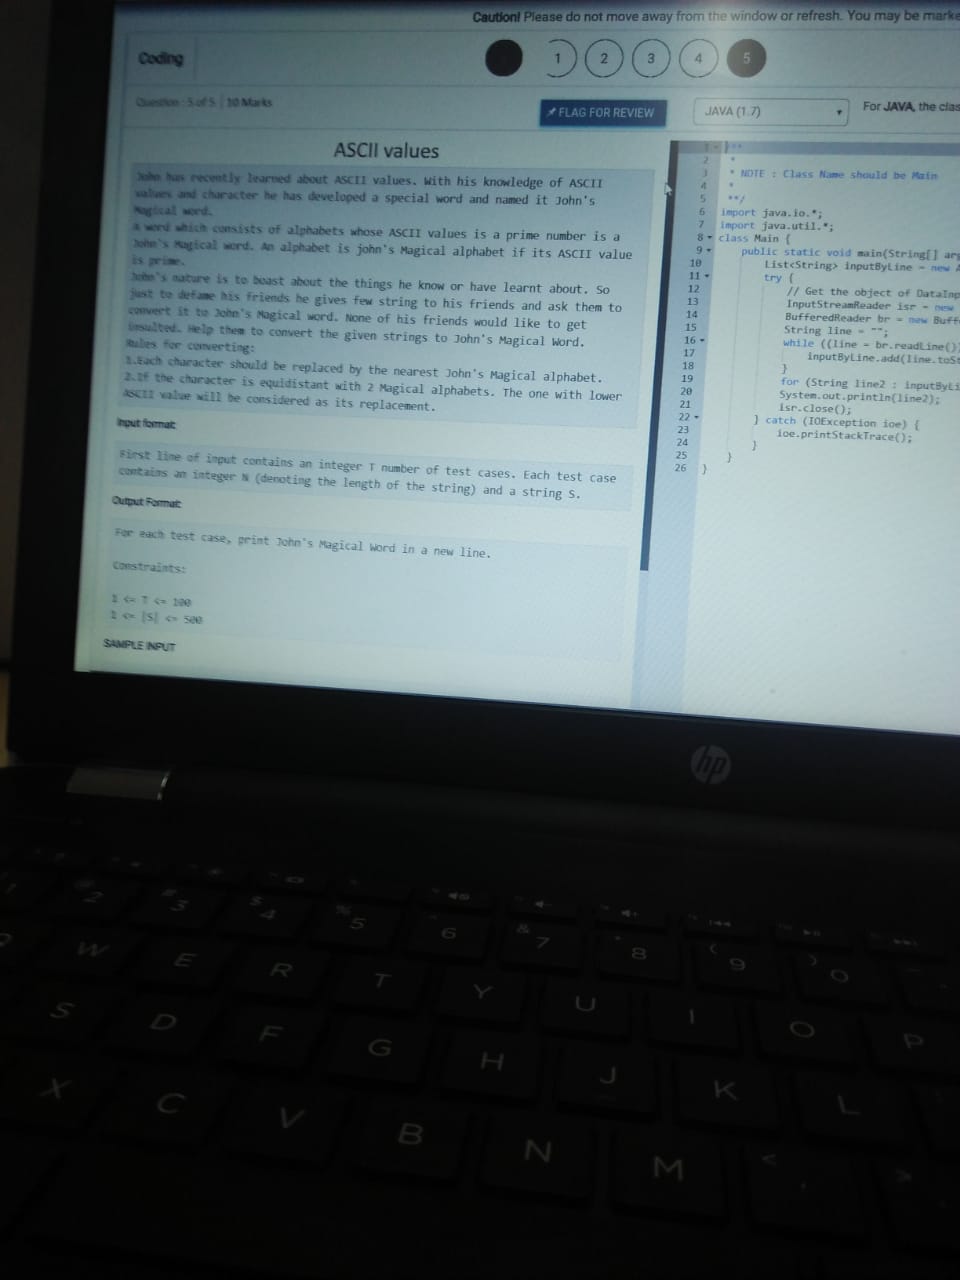 Caution! Please do not move away from the window or refresh. You may be marke
Coding
1 2 3 4 5
Question : 5 of 5 | 10 Marks
FLAG FOR REVIEW
JAVA (1.7)
For JAVA, the clas
ASCII values
John has recently learned about ASCII values. With his knowledge of ASCII
values and character he has developed a special word and named it John's
Magical word.
A word which consists of alphabets whose ASCII values is a prime number is a
John's Magical word. An alphabet is john's Magical alphabet if its ASCII value
is prime.
John's nature is to boast about the things he know or have learnt about. So
just to defame his friends he gives few string to his friends and ask them to
convert it to John's Magical word. None of his friends would like to get
insulted. Help them to convert the given strings to John's Magical Word.
Rules for converting:
1.Each character should be replaced by the nearest John's Magical alphabet.
2.If the character is equidistant with 2 Magical alphabets. The one with lower
ASCII value will be considered as its replacement.
Input format:
First line of input contains an integer T number of test cases. Each test case
contains an integer N (denoting the length of the string) and a string S.
Output Format:
For each test case, print John's Magical Word in a new line.
Constraints:
1 <= T <= 100
1 <= |S| <= 500
SAMPLE INPUT
1 /**
2 *
3 * NOTE : Class Name should be Main
4 *
5 **/
6 import java.io.*;
7 import java.util.*;
8 class Main {
9 public static void main(String[] arg
10 List<String> inputByLine = new A
11 try {
12 // Get the object of DataInp
13 InputStreamReader isr = new
14 BufferedReader br = new Buff
15 String line = "";
16 while ((line = br.readLine()
17 inputByLine.add(line.toSt
18 }
19 for (String line2 : inputByLi
20 System.out.println(line2);
21 isr.close();
22 } catch (IOException ioe) {
23 ioe.printStackTrace();
24 }
25 }
26 }
hp
2 3 4 5 6 7 8 9 0
W E R T Y U I O P
S D F G H J K L
X C V B N M